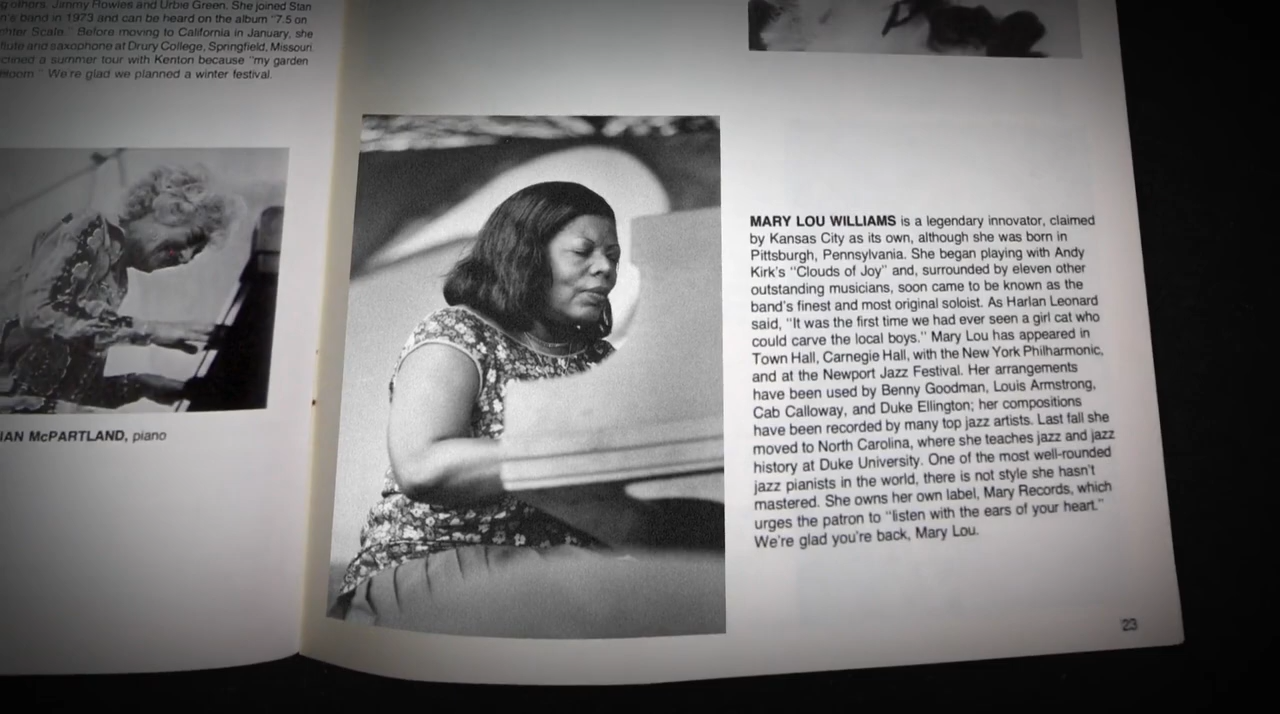 g others, Jimmy Rowles and Urbie Green. She joined Stan
n's band in 1973 and can be heard on the album "7.5 on
hter Scale." Before moving to California in January, she
flute and saxophone at Drury College, Springfield, Missouri.
clined a summer tour with Kenton because "my garden
bloom." We're glad we planned a winter festival.
IAN McPARTLAND, piano
MARY LOU WILLIAMS is a legendary innovator, claimed
by Kansas City as its own, although she was born in
Pittsburgh, Pennsylvania. She began playing with Andy
Kirk's "Clouds of Joy" and, surrounded by eleven other
outstanding musicians, soon came to be known as the
band's finest and most original soloist. As Harlan Leonard
said, "It was the first time we had ever seen a girl cat who
could carve the local boys." Mary Lou has appeared in
Town Hall, Carnegie Hall, with the New York Philharmonic,
and at the Newport Jazz Festival. Her arrangements
have been used by Benny Goodman, Louis Armstrong,
Cab Calloway, and Duke Ellington; her compositions
have been recorded by many top jazz artists. Last fall she
moved to North Carolina, where she teaches jazz and jazz
history at Duke University. One of the most well-rounded
jazz pianists in the world, there is not style she hasn't
mastered. She owns her own label, Mary Records, which
urges the patron to "listen with the ears of your heart."
We're glad you're back, Mary Lou.
23